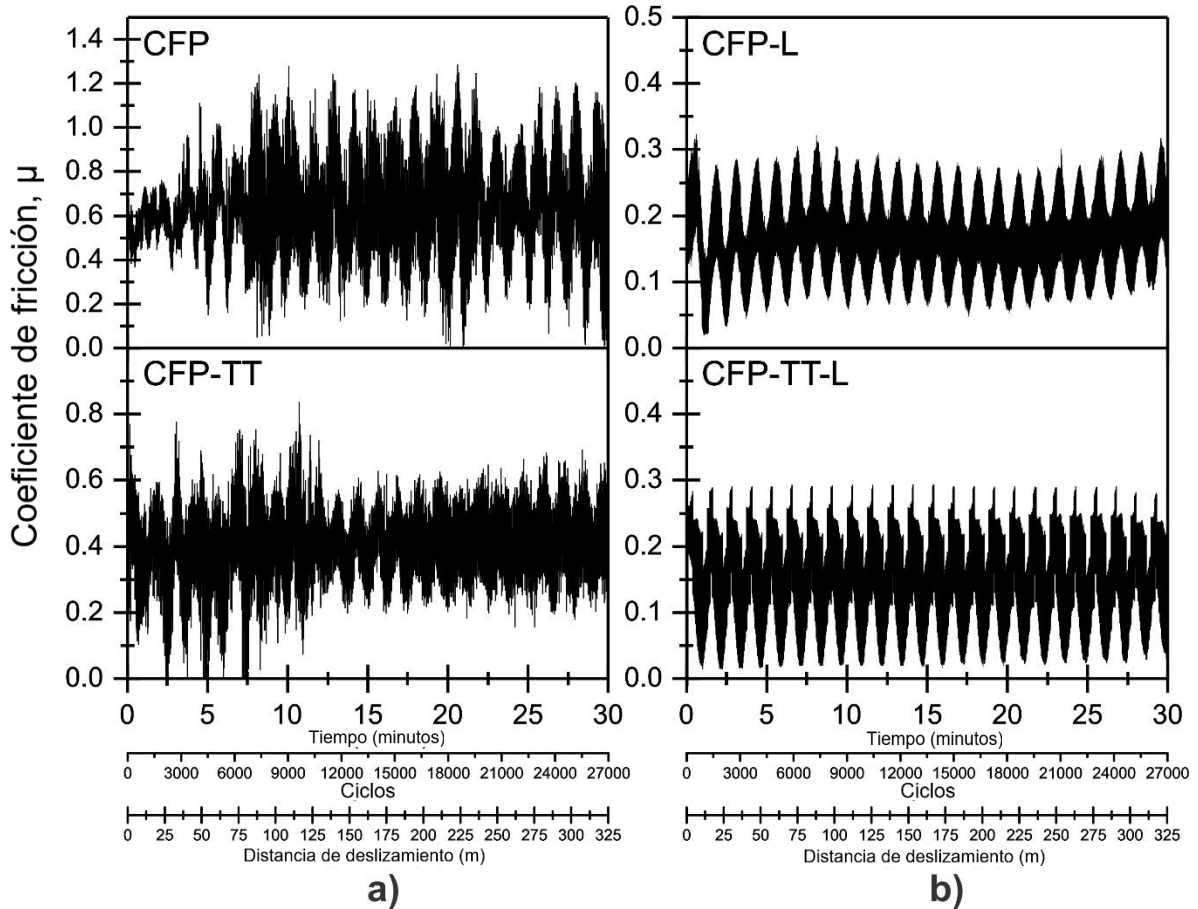 Coeficiente de fricción, μ
CFP
1.4
1.2
1.0
0.8
0.6
0.4
0.2
0.0
CFP-TT
0.8
0.6
0.4
0.2
0.0
0 5 10 15 20 25 30
Tiempo (minutos)
0 3000 6000 9000 12000 15000 18000 21000 24000 27000
Ciclos
0 25 50 75 100 125 150 175 200 225 250 275 300 325
Distancia de deslizamiento (m)
a)
CFP-L
0.5
0.4
0.3
0.2
0.1
0.0
CFP-TT-L
0.4
0.3
0.2
0.1
0.0
0 5 10 15 20 25 30
Tiempo (minutos)
0 3000 6000 9000 12000 15000 18000 21000 24000 27000
Ciclos
0 25 50 75 100 125 150 175 200 225 250 275 300 325
Distancia de deslizamiento (m)
b)